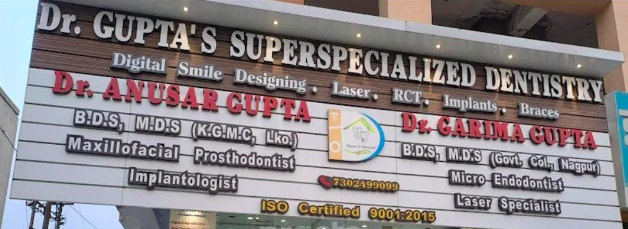 Dr. GUPTA'S SUPERSPECIALIZED DENTISTRY
Digital Smile Designing, Laser, RCT, Implants, Braces
Dr. ANUSAR GUPTA
B.D.S, M.D.S (K.G.M.C, Lko.)
Maxillofacial Prosthodontist
Implantologist
Dr. GARIMA GUPTA
B.D.S, M.D.S (Govt. Col., Nagpur)
Micro Endodontist
Laser Specialist
7302499099
ISO Certified 9001:2015